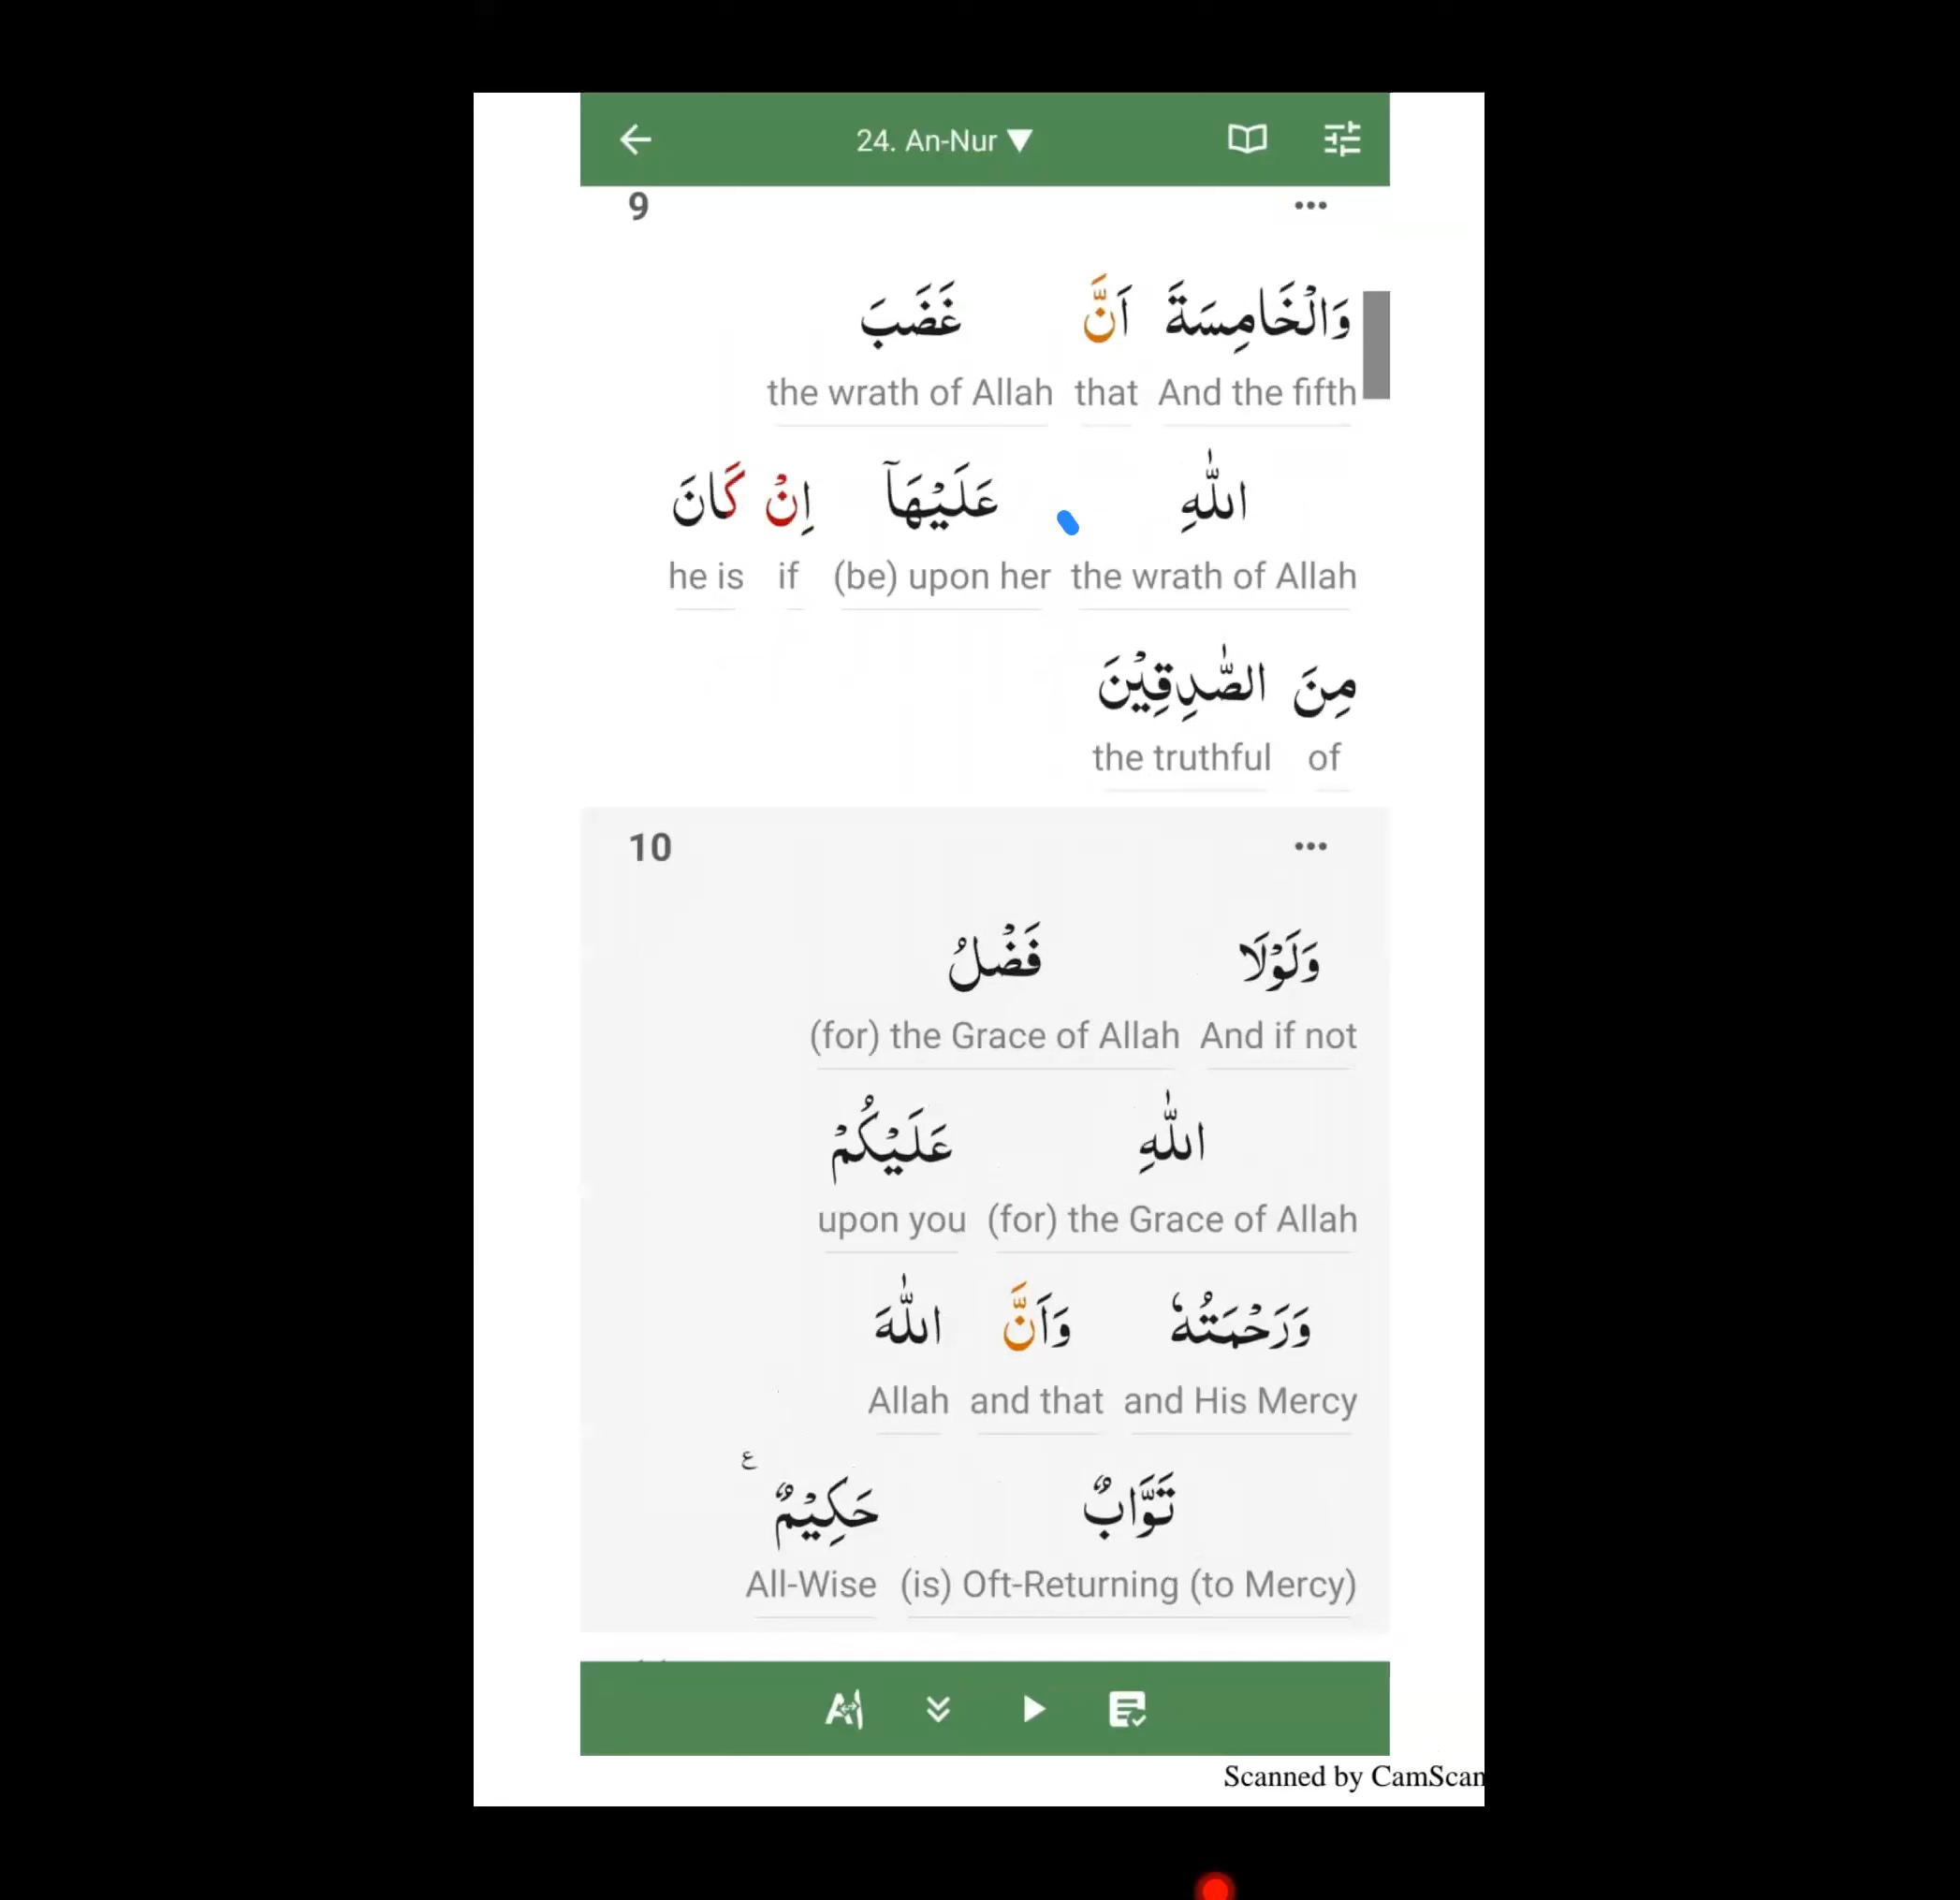 24. An-Nur
9
وَالْخَامِسَةَ اَنَّ غَضَبَ
the wrath of Allah that And the fifth
اللّٰهِ عَلَيْهَآ اِنْ كَانَ
he is if (be) upon her the wrath of Allah
مِنَ الصّٰدِقِيْنَ
the truthful of
10
وَلَوْلَا فَضْلُ
(for) the Grace of Allah And if not
اللّٰهِ عَلَيْكُمْ
upon you (for) the Grace of Allah
وَرَحْمَتُهٗ وَاَنَّ اللّٰهَ
Allah and that and His Mercy
تَوَّابٌ حَكِيْمٌ ع
All-Wise (is) Oft-Returning (to Mercy)
Scanned by CamScan